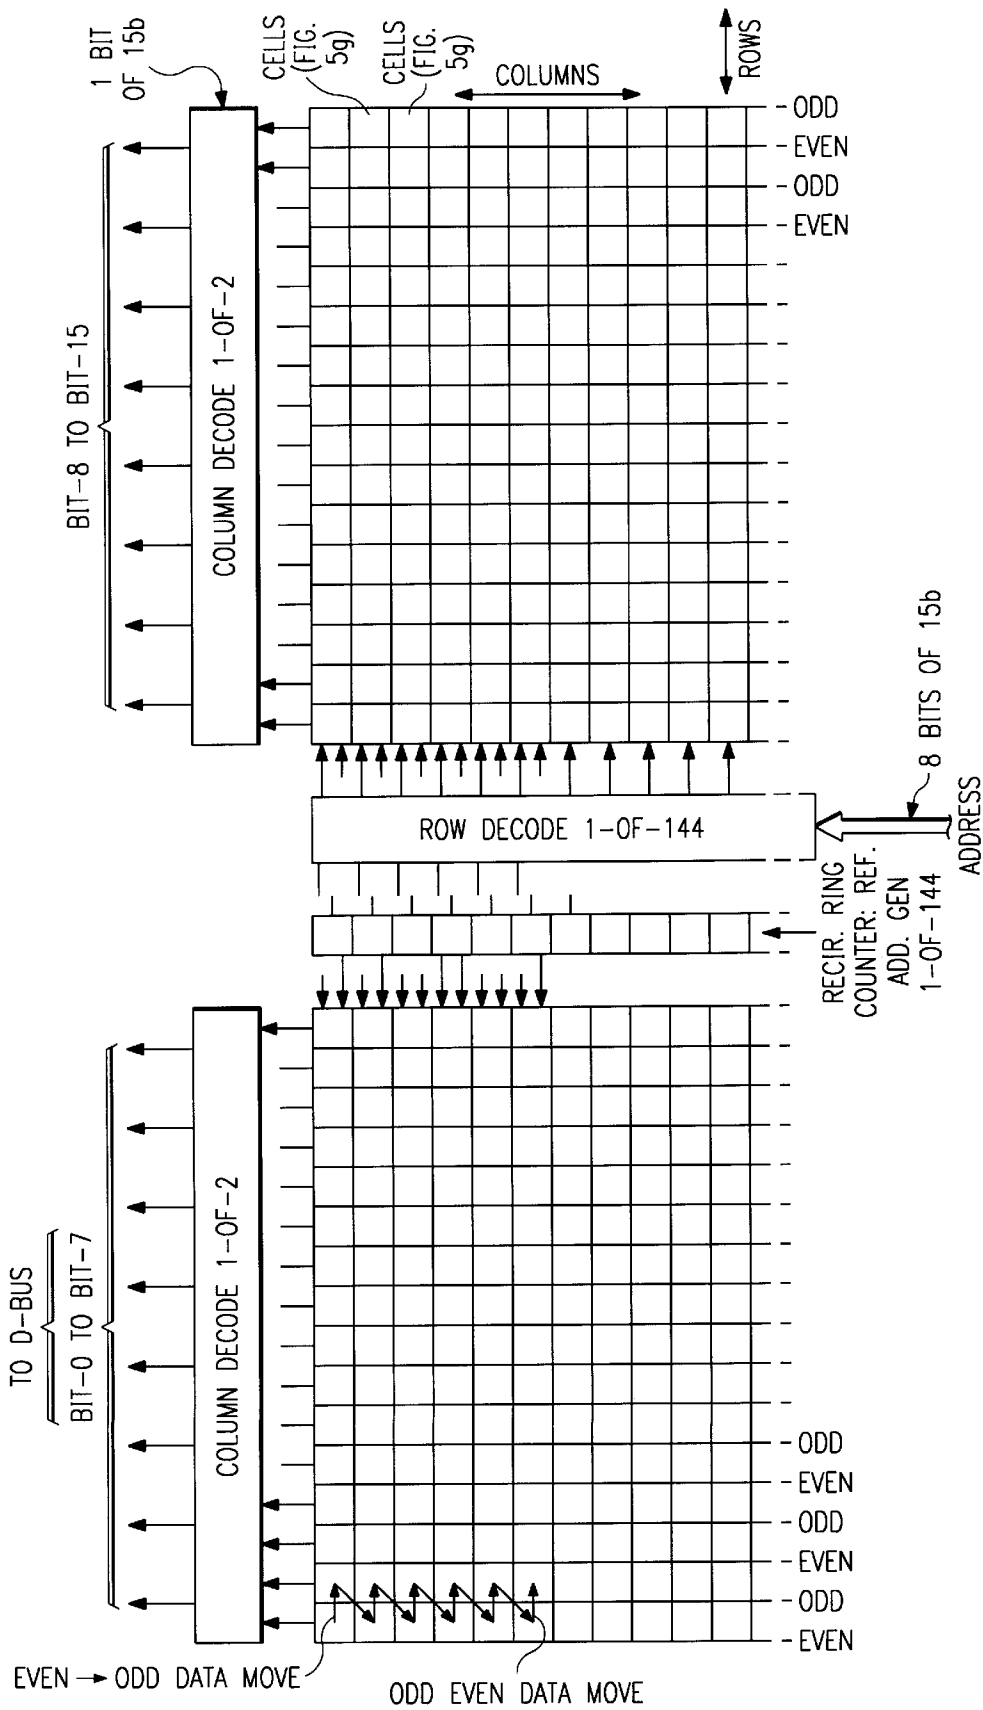 TO D-BUS
BIT-0 TO BIT-7
COLUMN DECODE 1-OF-2
EVEN → ODD DATA MOVE
ODD EVEN DATA MOVE
EVEN
ODD
EVEN
ODD
EVEN
ODD
RECIR. RING
COUNTER: REF.
ADD. GEN
1-OF-144
ROW DECODE 1-OF-144
ADDRESS
8 BITS OF 15b
BIT-8 TO BIT-15
COLUMN DECODE 1-OF-2
1 BIT
OF 15b
CELLS
(FIG.
5g)
CELLS
(FIG.
5g)
COLUMNS
ROWS
EVEN
ODD
EVEN
ODD